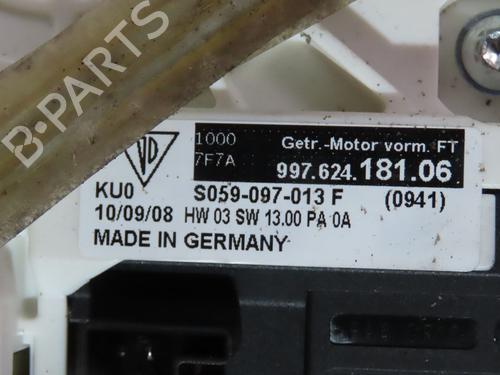 B-PARTS
VD
1000 Getr.-Motor vorm. FT
7F7A 997.624.181.06
KU0 S059-097-013 F (0941)
10/09/08 HW 03 SW 13.00 PA 0A
MADE IN GERMANY